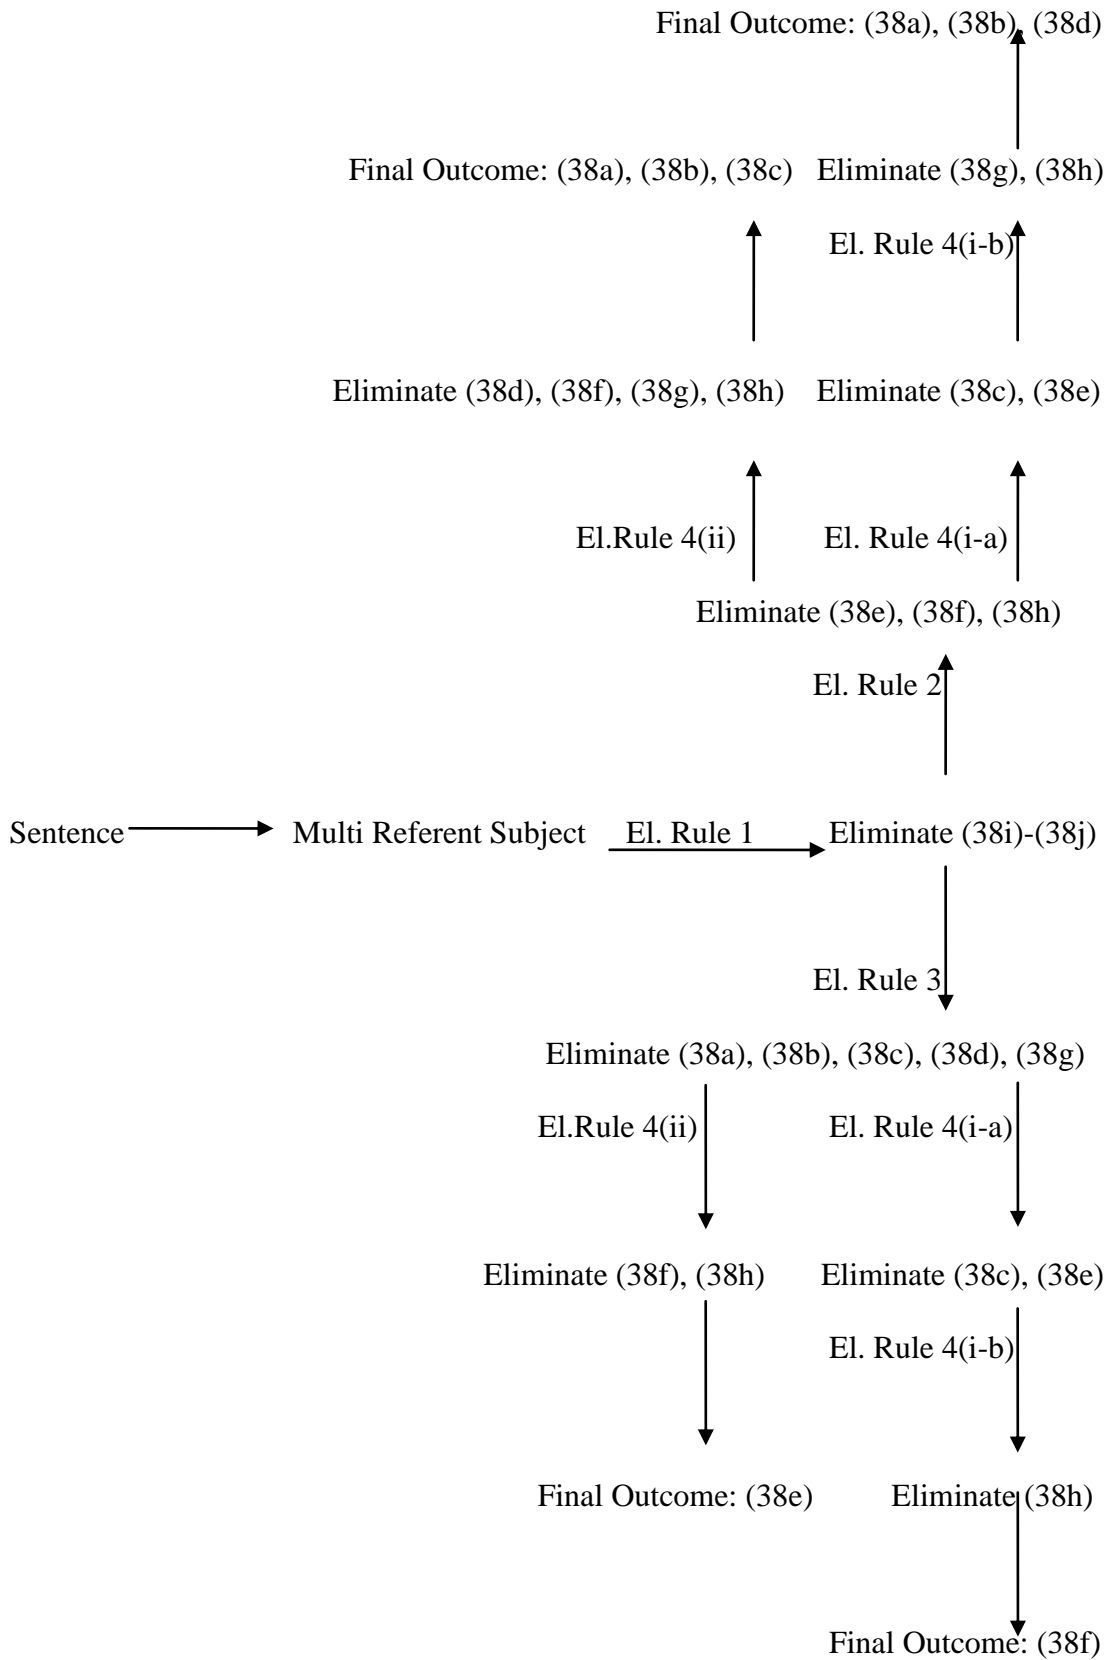 Final Outcome: (38a), (38b), (38d)
Final Outcome: (38a), (38b), (38c) Eliminate (38g), (38h)
El. Rule 4(i-b)
Eliminate (38d), (38f), (38g), (38h) Eliminate (38c), (38e)
El.Rule 4(ii) El. Rule 4(i-a)
Eliminate (38e), (38f), (38h)
El. Rule 2
Sentence Multi Referent Subject El. Rule 1 Eliminate (38i)-(38j)
El. Rule 3
Eliminate (38a), (38b), (38c), (38d), (38g)
El.Rule 4(ii) El. Rule 4(i-a)
Eliminate (38f), (38h) Eliminate (38c), (38e)
El. Rule 4(i-b)
Final Outcome: (38e) Eliminate (38h)
Final Outcome: (38f)